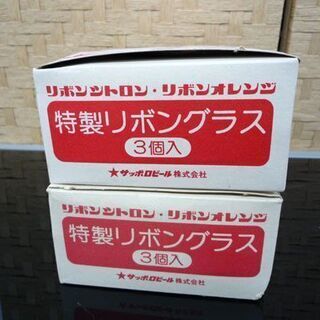 リボンシトロン・リボンオレンジ
特製リボングラス
3個入
★サッポロビール株式会社
リボンシトロン・リボンオレンジ
特製リボングラス
3個入
★サッポロビール株式会社